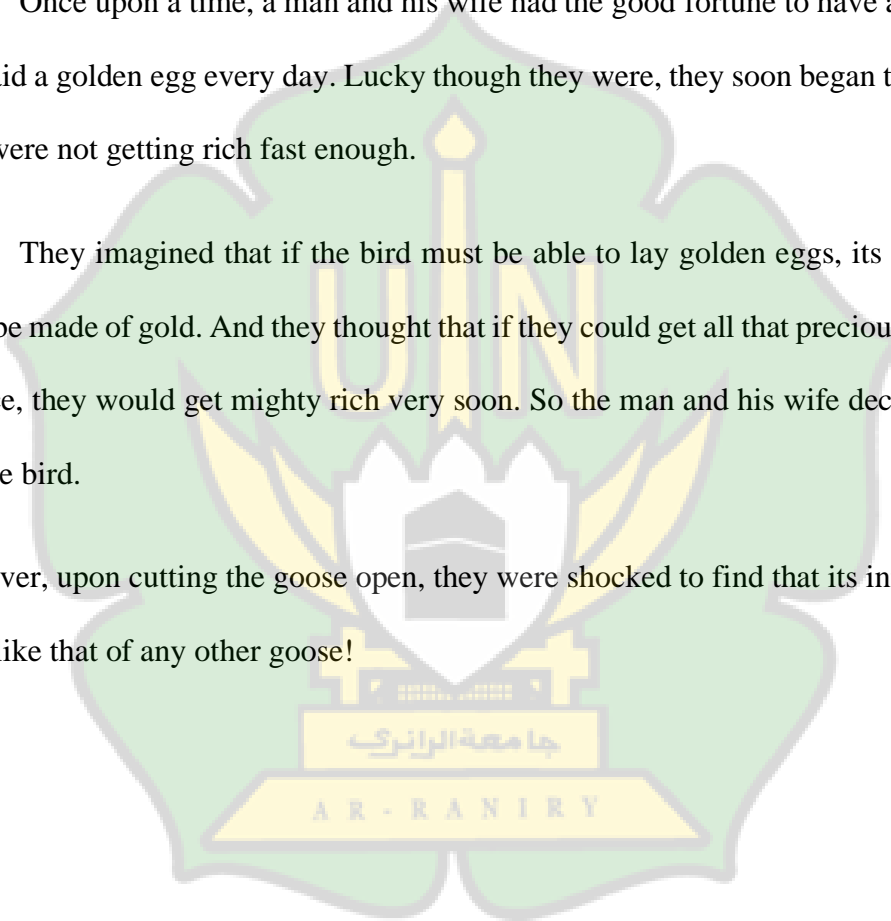 Once upon a time, a man and his wife had the good fortune to have a
id a golden egg every day. Lucky though they were, they soon began t
were not getting rich fast enough.
They imagined that if the bird must be able to lay golden eggs, its
be made of gold. And they thought that if they could get all that preciou
e, they would get mighty rich very soon. So the man and his wife dec
e bird.
ver, upon cutting the goose open, they were shocked to find that its in
like that of any other goose!
UIN
جامعة الرانري
AR-RANIRY